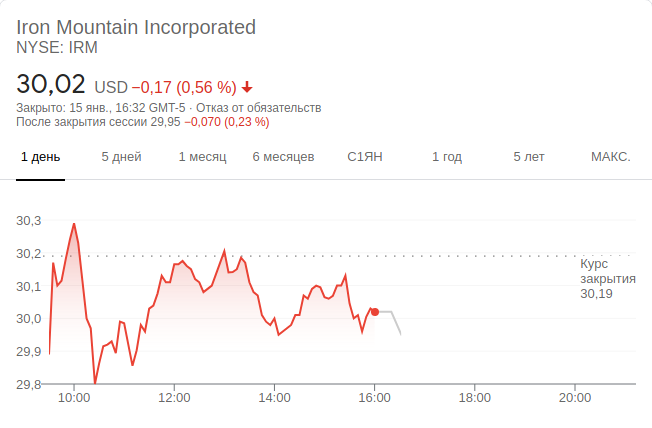 Iron Mountain Incorporated
NYSE: IRM
30,02 USD −0,17 (0,56 %)
Закрыто: 15 янв., 16:32 GMT-5 · Отказ от обязательств
После закрытия сессии 29,95 −0,070 (0,23 %)
1 день 5 дней 1 месяц 6 месяцев С1ЯН 1 год 5 лет МАКС.
30,3
30,2
Курс
закрытия
30,19
30,1
30,0
29,9
29,8
10:00 12:00 14:00 16:00 18:00 20:00